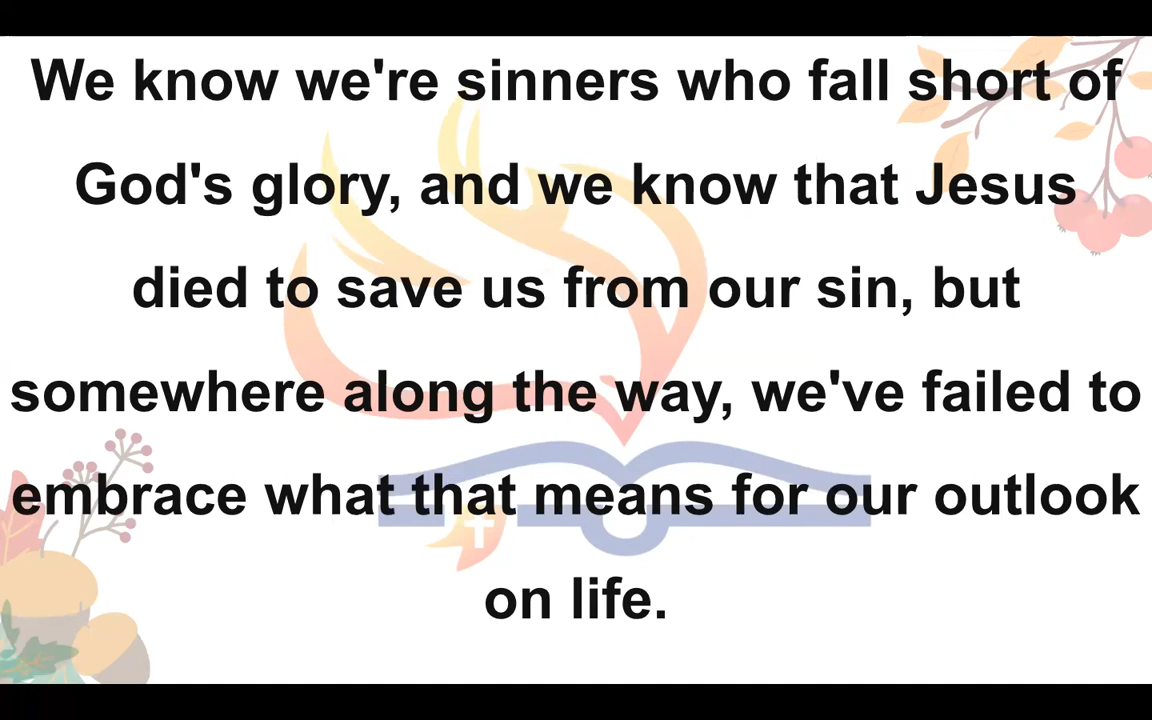 We know we're sinners who fall short of
God's glory, and we know that Jesus
died to save us from our sin, but
somewhere along the way, we've failed to
embrace what that means for our outlook
on life.